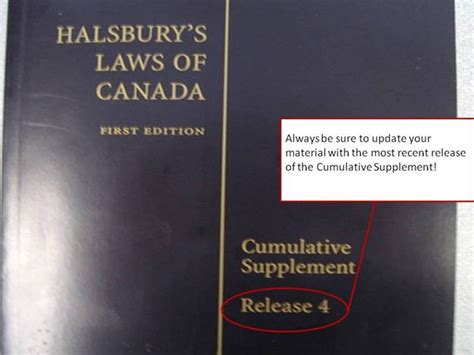 HALSBURY'S
LAWS OF
CANADA
FIRST EDITION
Always be sure to update your
material with the most recent release
of the Cumulative Supplement!
Cumulative
Supplement
Release 4